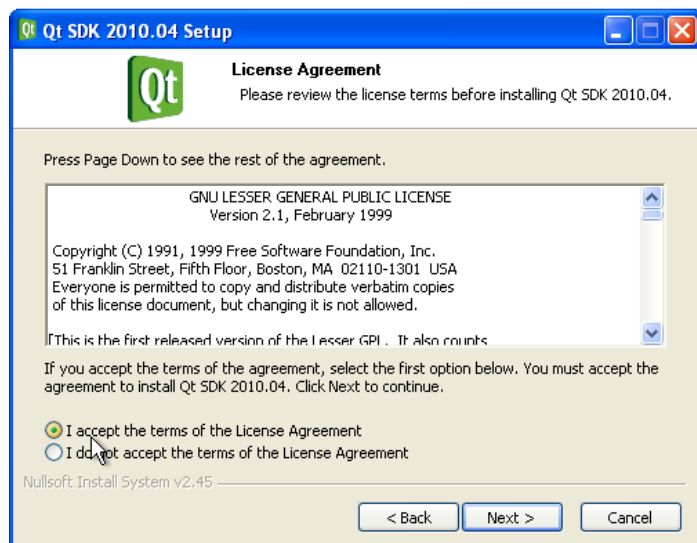 Qt SDK 2010.04 Setup
Qt
License Agreement
Please review the license terms before installing Qt SDK 2010.04.
Press Page Down to see the rest of the agreement.
GNU LESSER GENERAL PUBLIC LICENSE
Version 2.1, February 1999
Copyright (C) 1991, 1999 Free Software Foundation, Inc.
51 Franklin Street, Fifth Floor, Boston, MA 02110-1301 USA
Everyone is permitted to copy and distribute verbatim copies
of this license document, but changing it is not allowed.
[This is the first released version of the Lesser GPL. It also counts
If you accept the terms of the agreement, select the first option below. You must accept the
agreement to install Qt SDK 2010.04. Click Next to continue.
I accept the terms of the License Agreement
I do not accept the terms of the License Agreement
Nullsoft Install System v2.45
< Back
Next >
Cancel